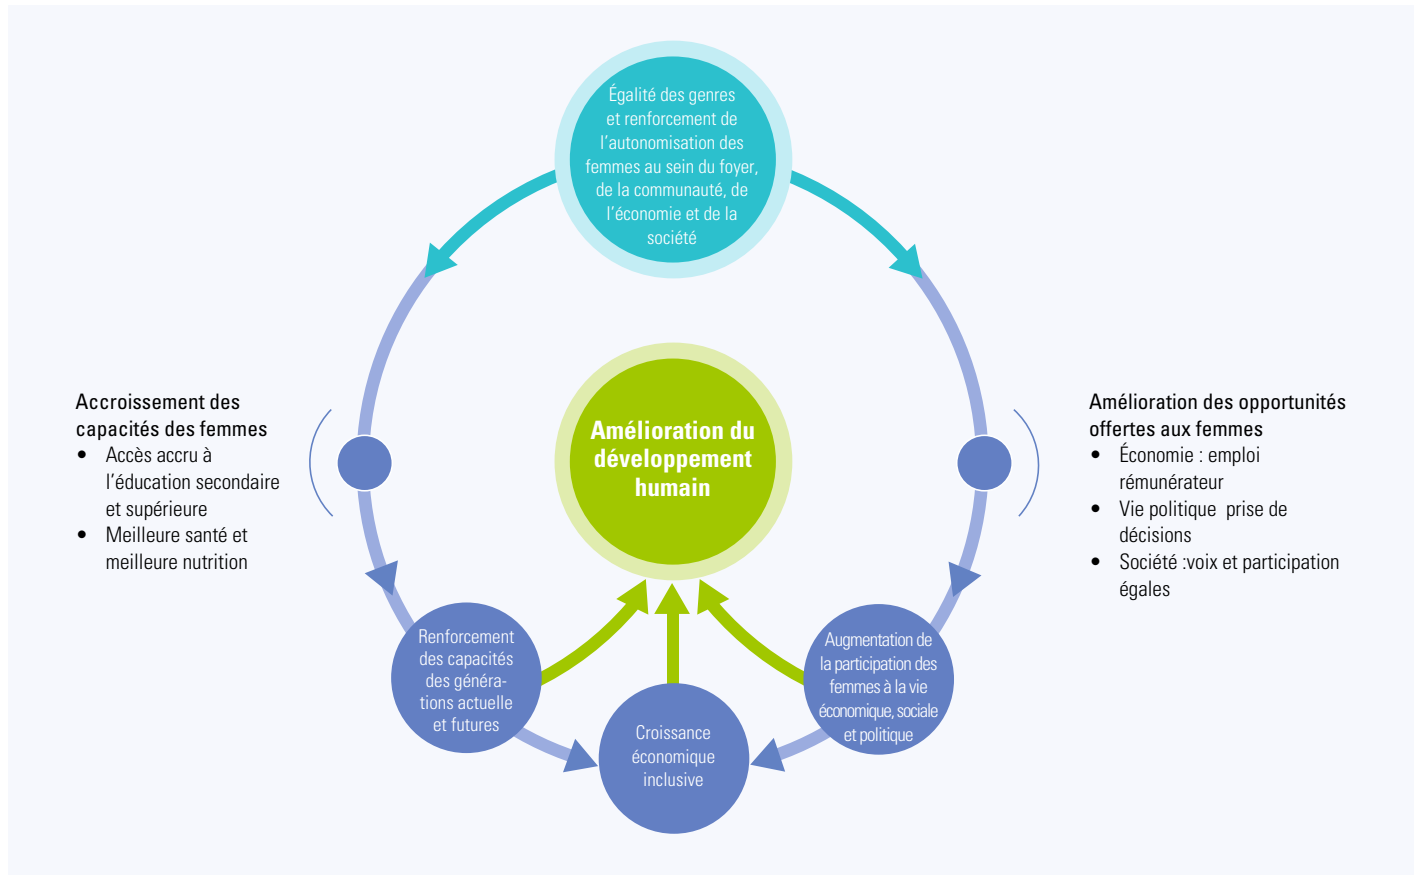 Égalité des genres
et renforcement de
l'autonomisation des
femmes au sein du foyer,
de la communauté, de
l'économie et de la
société
Accroissement des
capacités des femmes
• Accès accru à
l'éducation secondaire
et supérieure
• Meilleure santé et
meilleure nutrition
Amélioration du
développement
humain
Amélioration des opportunités
offertes aux femmes
• Économie : emploi
rémunérateur
• Vie politique  prise de
décisions
• Société :voix et participation
égales
Renforcement
des capacités
des généra-
tions actuelle
et futures
Croissance
économique
inclusive
Augmentation de
la participation des
femmes à la vie
économique, sociale
et politique